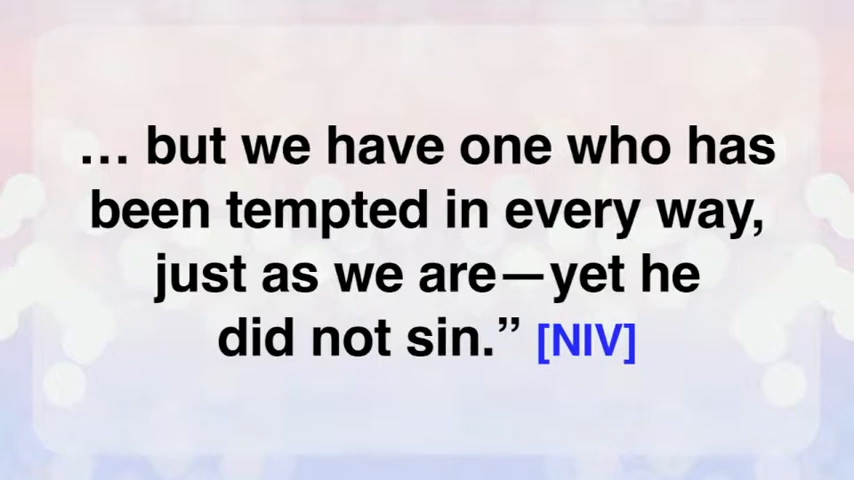 … but we have one who has
been tempted in every way,
just as we are—yet he
did not sin.” [NIV]